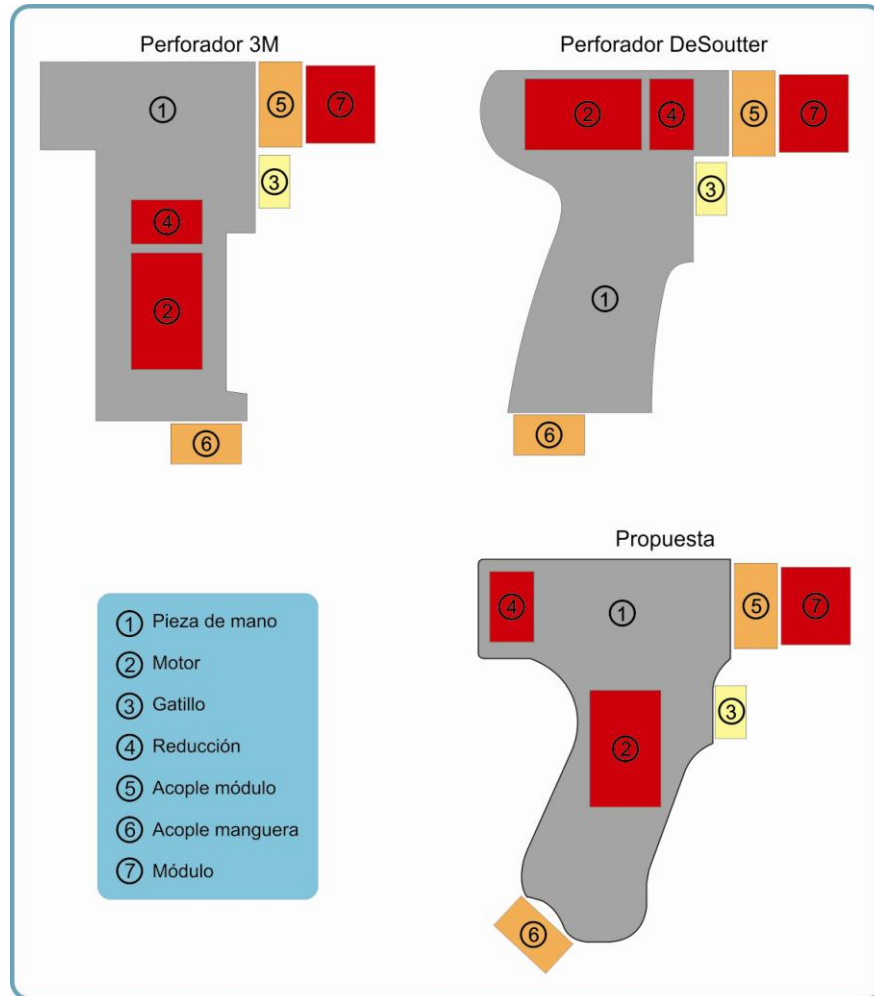 Perforador 3M
1
5
7
3
4
2
6
Perforador DeSoutter
2
4
5
7
3
1
6
Propuesta
4
1
5
7
3
2
6
1 Pieza de mano
2 Motor
3 Gatillo
4 Reducción
5 Acople módulo
6 Acople manguera
7 Módulo